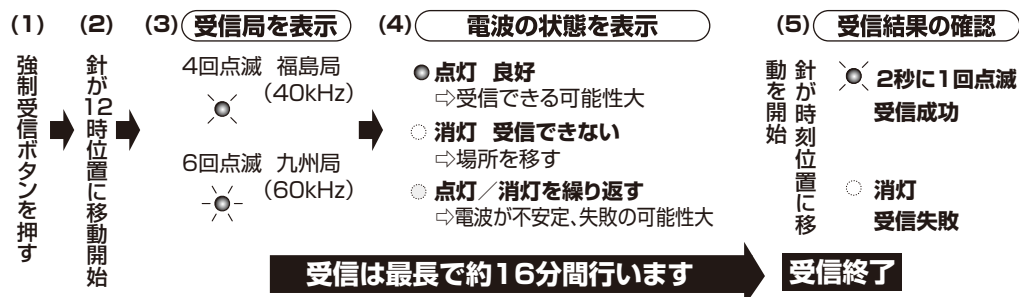 (1)
強制受信ボタンを押す
(2)
針が12時位置に移動開始
(3) 受信局を表示
4回点滅 福島局
(40kHz)
6回点滅 九州局
(60kHz)
(4) 電波の状態を表示
点灯 良好
⇨受信できる可能性大
消灯 受信できない
⇨場所を移す
点灯／消灯を繰り返す
⇨電波が不安定、失敗の可能性大
(5) 受信結果の確認
針が時刻位置に移
動を開始
2秒に1回点滅
受信成功
消灯
受信失敗
受信は最長で約16分間行います
受信終了